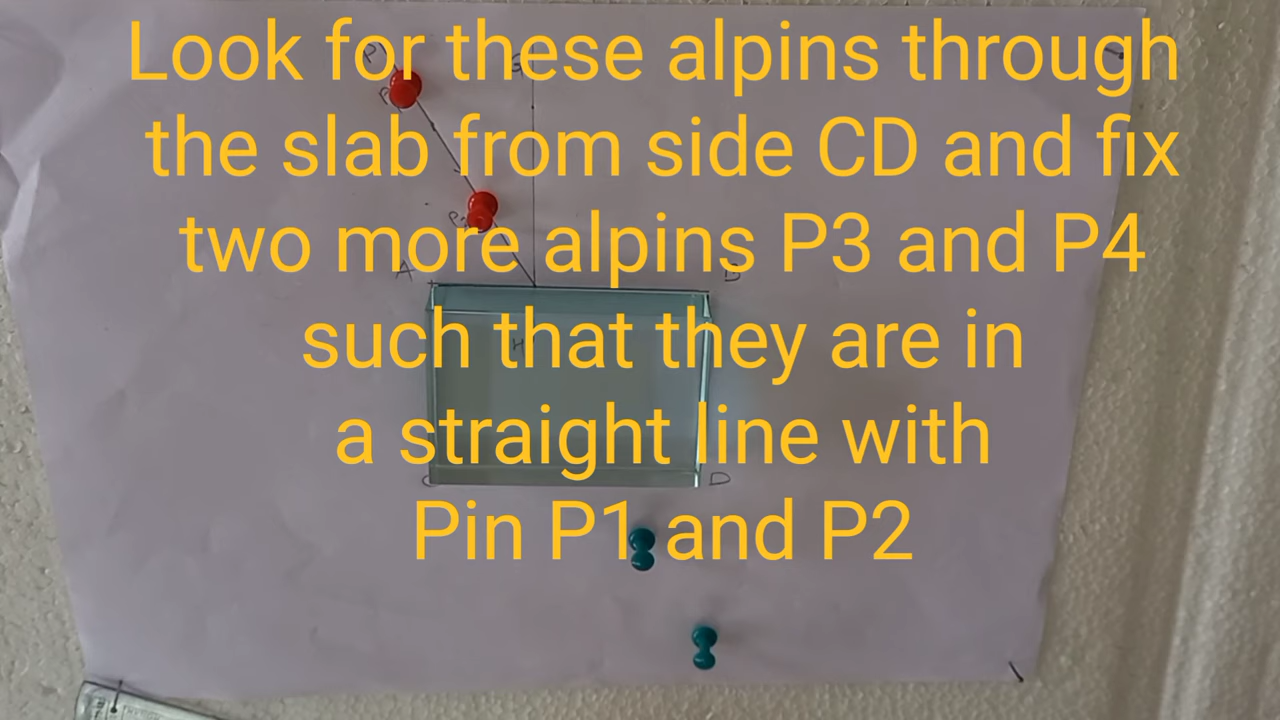 Look for these alpins through
the slab from side CD and fix
two more alpins P3 and P4
such that they are in
a straight line with
Pin P1 and P2
A
B
C
D